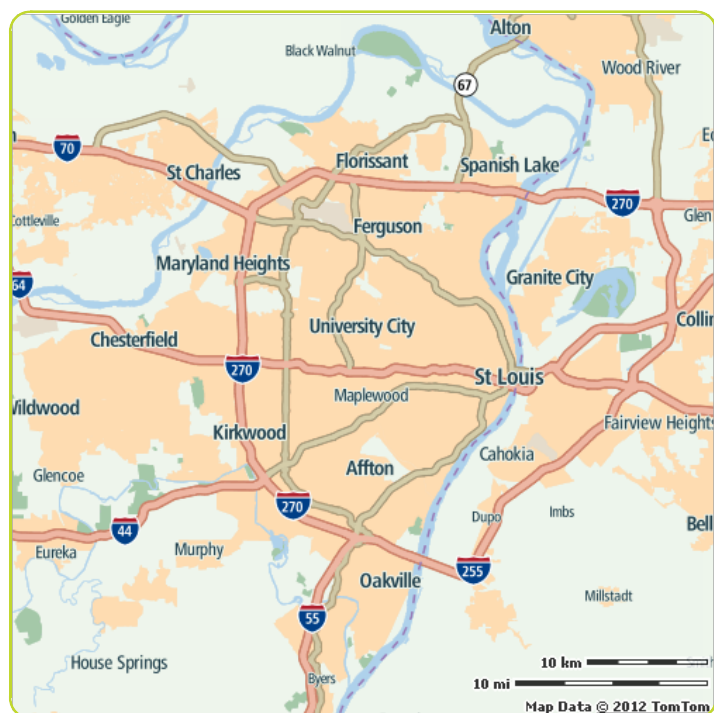 Golden Eagle
Alton
Black Walnut
Wood River
67
70
Florissant
Spanish Lake
St Charles
270
Cottleville
Glen
Ferguson
Maryland Heights
Granite City
64
University City
Collin
Chesterfield
270
St Louis
Maplewood
Wildwood
Fairview Heights
Kirkwood
Cahokia
Affton
Glencoe
270
Dupo
Imbs
Bell
44
Eureka
Murphy
255
Oakville
Millstadt
55
House Springs
10 km
Byers
10 mi
Map Data © 2012 TomTom